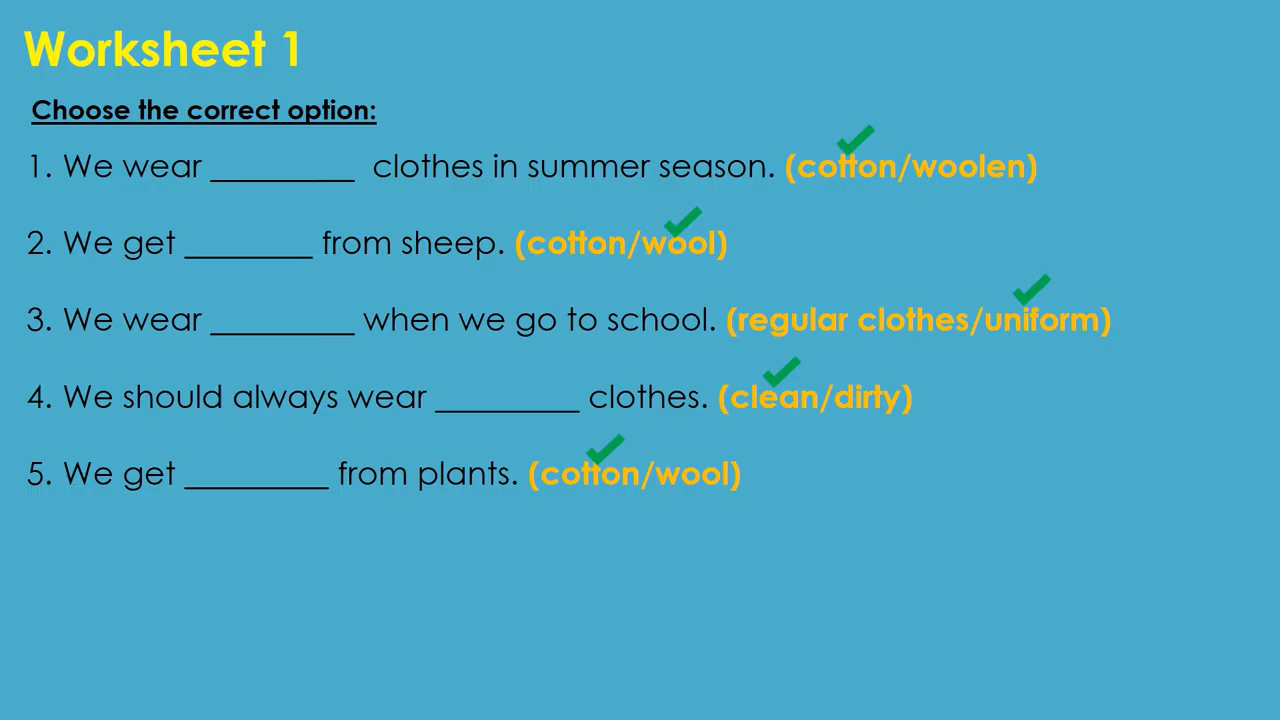 Worksheet 1
Choose the correct option:
1. We wear _________ clothes in summer season. (cotton/woolen)
2. We get ________ from sheep. (cotton/wool)
3. We wear _________ when we go to school. (regular clothes/uniform)
4. We should always wear _________ clothes. (clean/dirty)
5. We get _________ from plants. (cotton/wool)